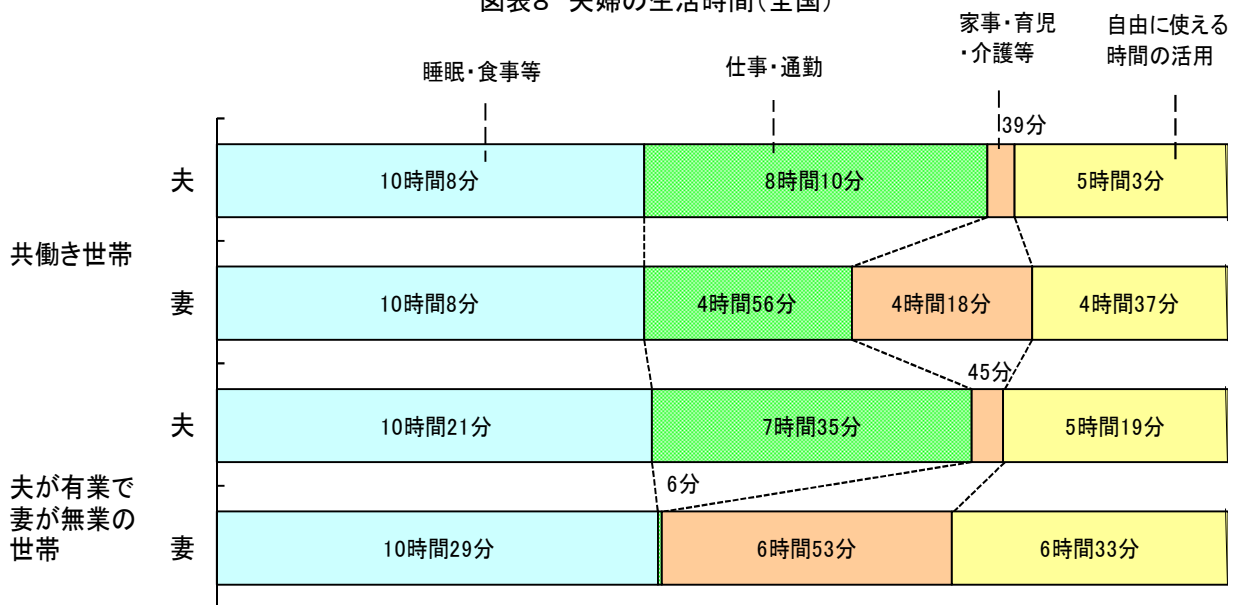 図表8 夫婦の生活時間(全国)
睡眠・食事等
仕事・通勤
家事・育児
・介護等
自由に使える
時間の活用
39分
夫
10時間8分
8時間10分
5時間3分
共働き世帯
妻
10時間8分
4時間56分
4時間18分
4時間37分
45分
夫
10時間21分
7時間35分
5時間19分
夫が有業で
妻が無業の
世帯
6分
妻
10時間29分
6時間53分
6時間33分